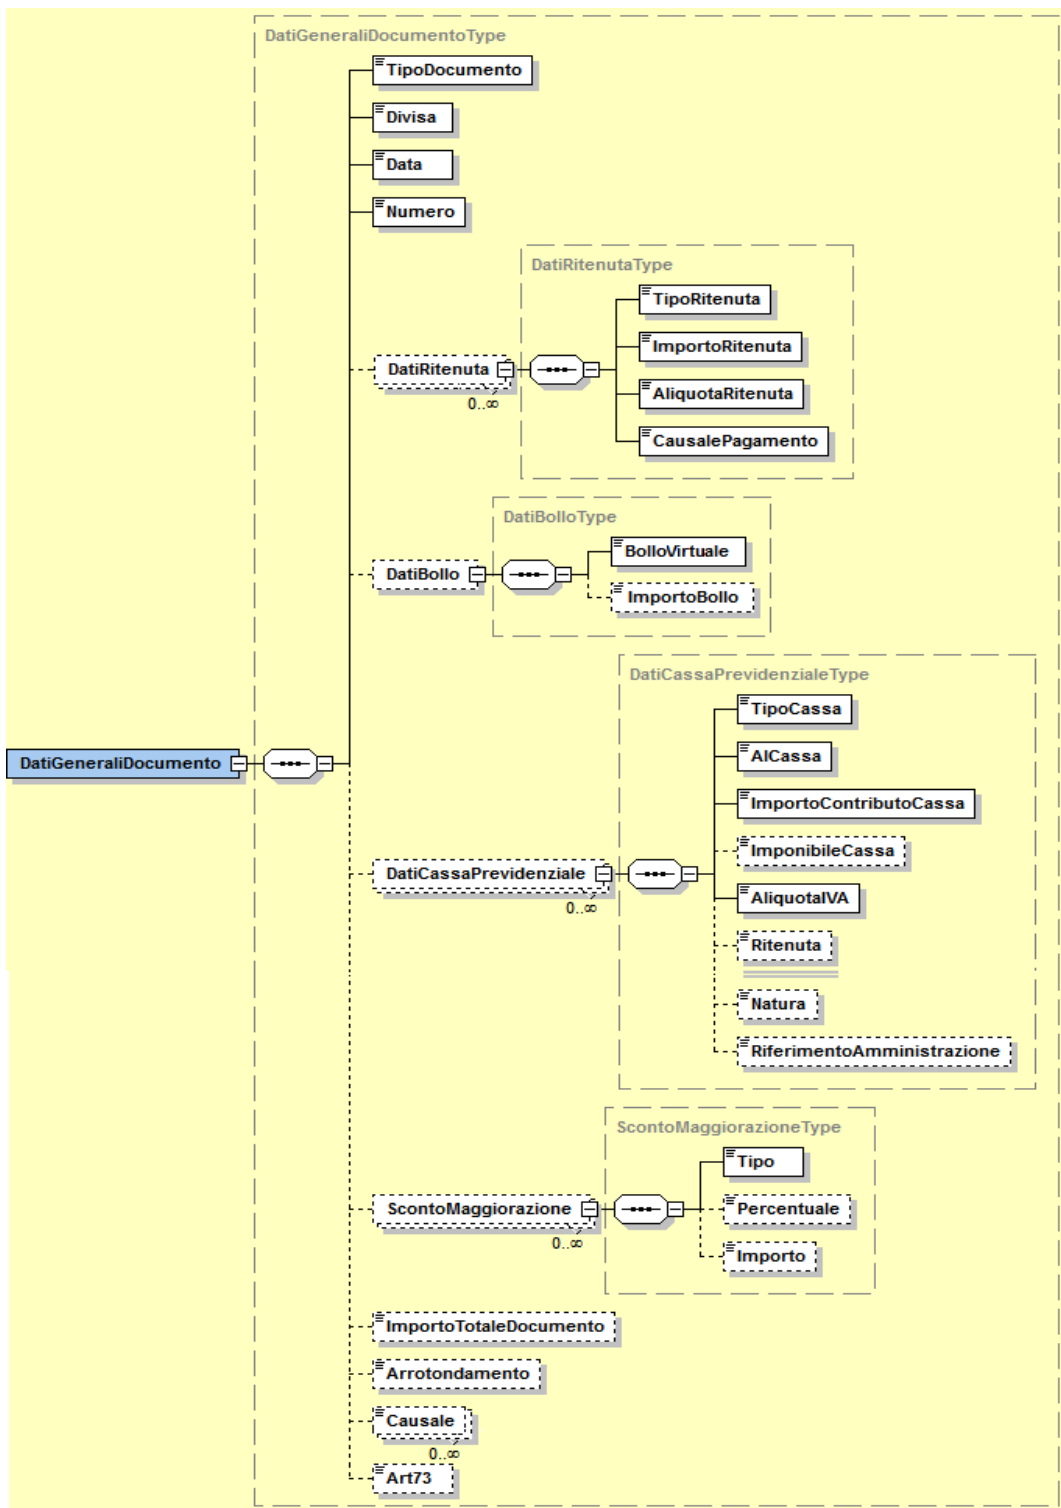 DatiGeneraliDocumentoType
TipoDocumento
Divisa
Data
Numero
DatiRitenutaType
TipoRitenuta
ImportoRitenuta
DatiRitenuta
0..∞
AliquotaRitenuta
CausalePagamento
DatiBolloType
BolloVirtuale
DatiBollo
ImportoBollo
DatiCassaPrevidenzialeType
TipoCassa
DatiGeneraliDocumento
AlCassa
ImportoContributoCassa
ImponibileCassa
DatiCassaPrevidenziale
0..∞
AliquotaIVA
Ritenuta
Natura
RiferimentoAmministrazione
ScontoMaggiorazioneType
Tipo
ScontoMaggiorazione
0..∞
Percentuale
Importo
ImportoTotaleDocumento
Arrotondamento
Causale
0..∞
Art73